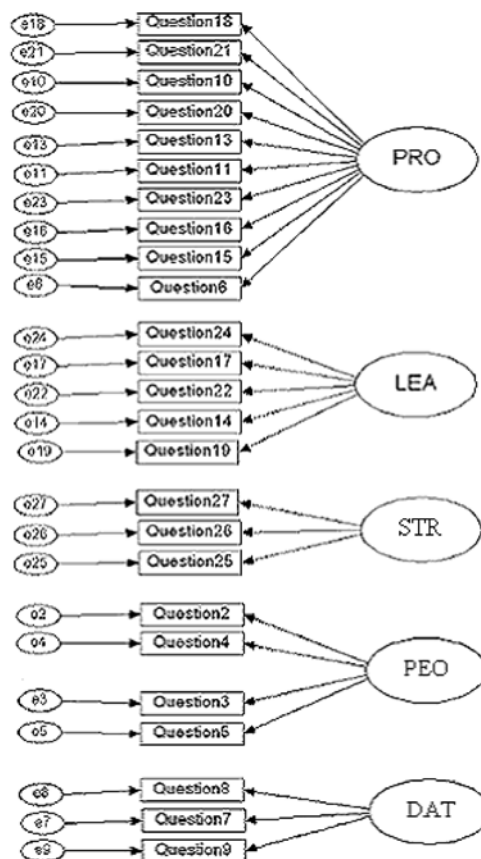 e18 Question18
e21 Question21
e10 Question10
e20 Question20
e13 Question13
PRO
e11 Question11
e23 Question23
e16 Question16
e15 Question15
e6 Question6
e24 Question24
e17 Question17
LEA
e22 Question22
e14 Question14
e19 Question19
e27 Question27
STR
e26 Question26
e25 Question25
e2 Question2
e4 Question4
PEO
e3 Question3
e5 Question5
e8 Question8
DAT
e7 Question7
e9 Question9